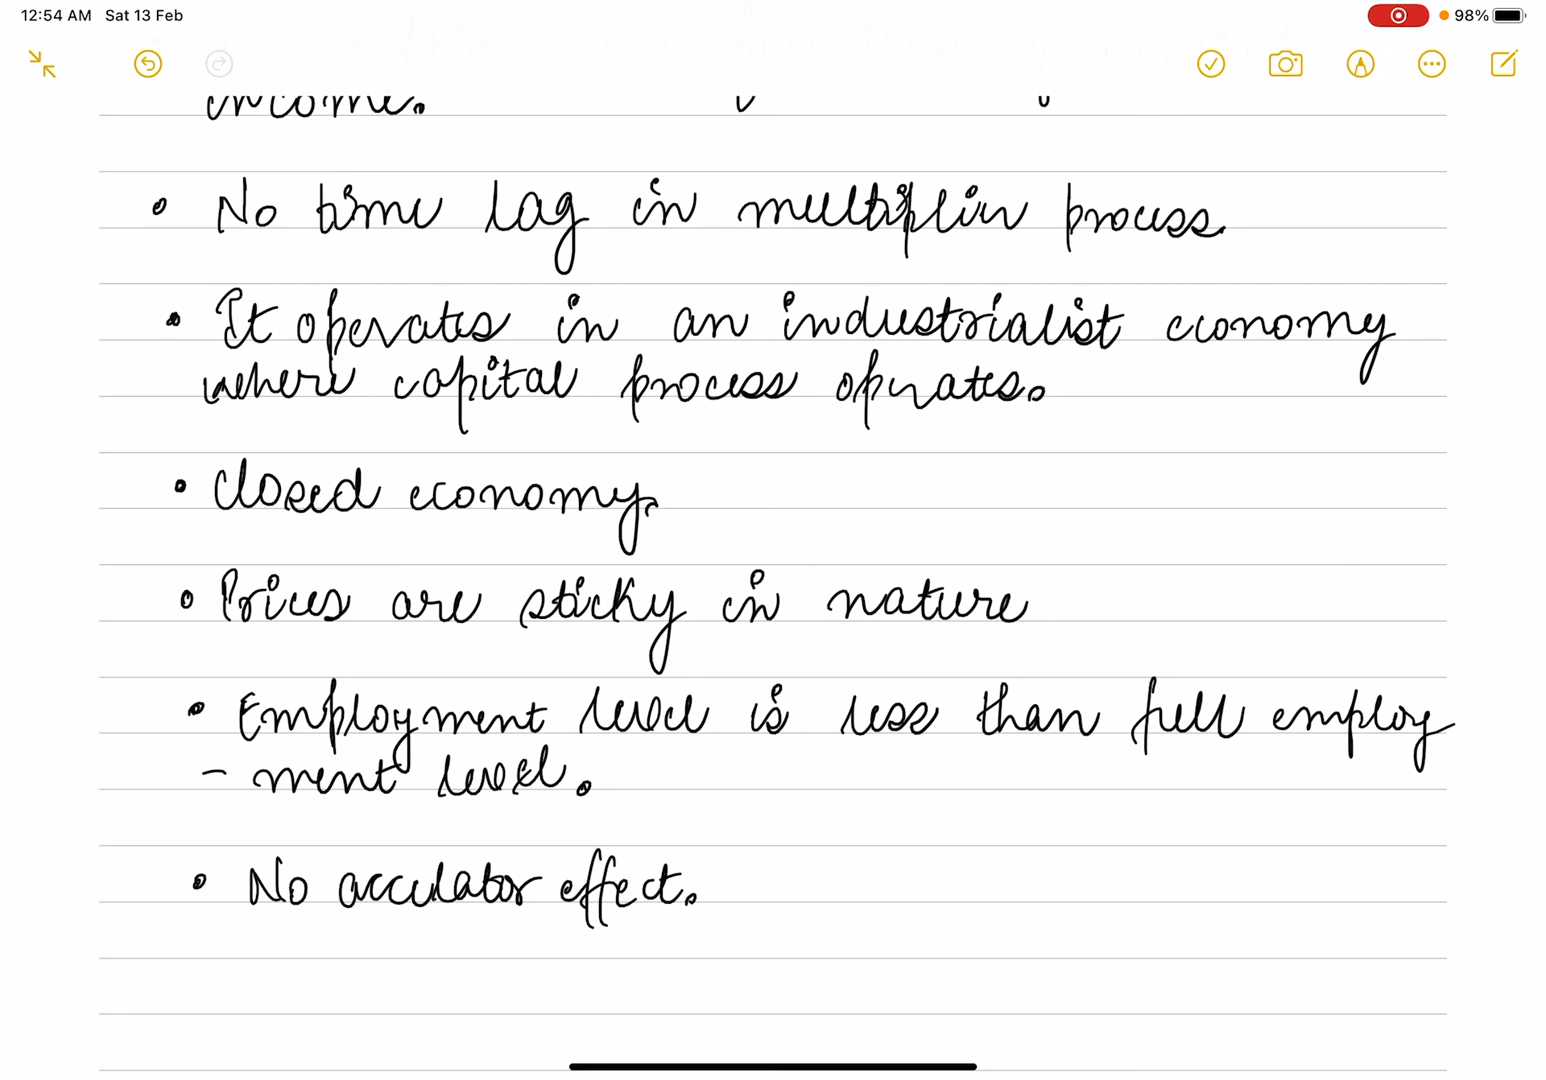 12:54 AM Sat 13 Feb 98%
income.
• No time lag in multiplier process.
• It operates in an industrialist economy
where capital process operates.
• Closed economy.
• Prices are sticky in nature
• Employment level is less than full employ
- ment level.
• No acculator effect.